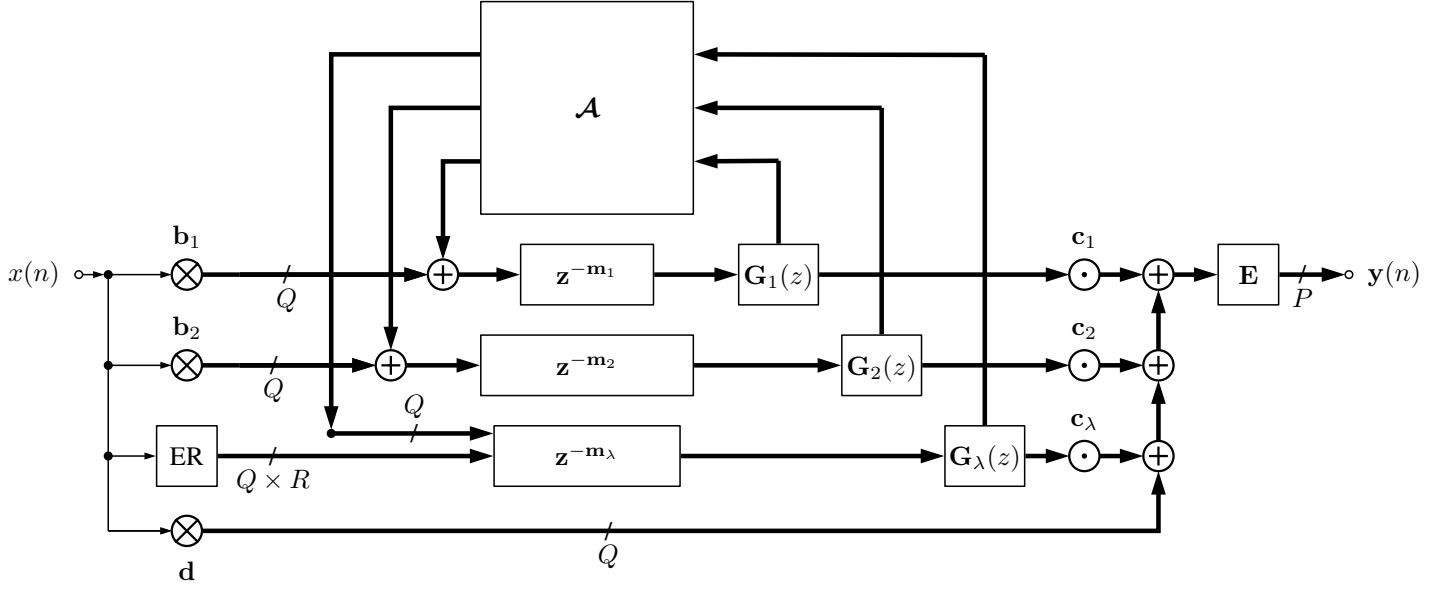 𝓐
b₁
c₁
x(n)
Q
+
z^{−m₁}
G₁(z)
+
E
P
y(n)
b₂
c₂
Q
+
z^{−m₂}
G₂(z)
+
Q
c_λ
ER
Q × R
z^{−m_λ}
G_λ(z)
+
Q
d